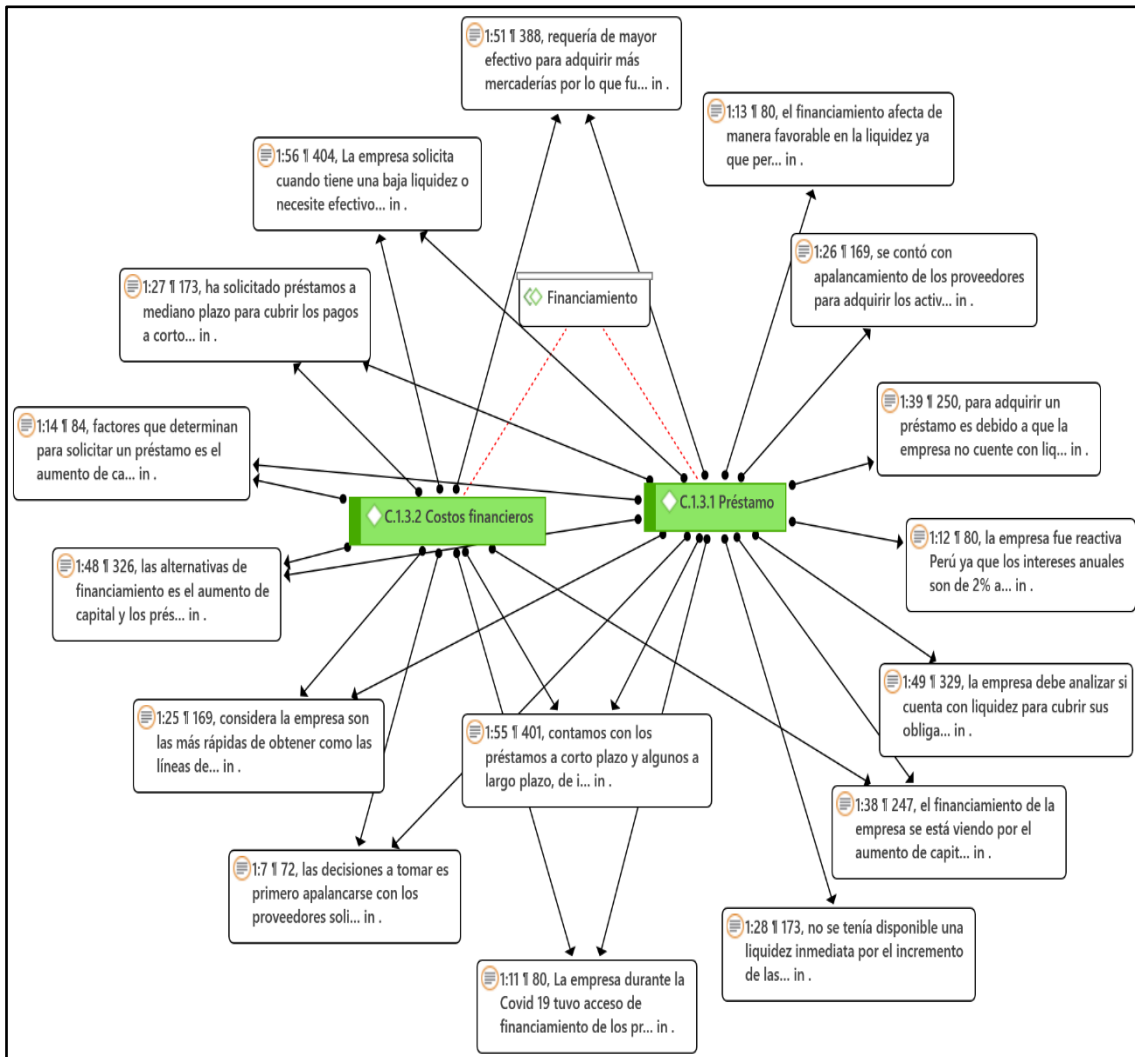 1:51 ¶ 388, requería de mayor
efectivo para adquirir más
mercaderías por lo que fu... in .
1:13 ¶ 80, el financiamiento afecta de
manera favorable en la liquidez ya
que per... in .
1:56 ¶ 404, La empresa solicita
cuando tiene una baja liquidez o
necesite efectivo... in .
1:26 ¶ 169, se contó con
apalancamiento de los proveedores
para adquirir los activ... in .
1:27 ¶ 173, ha solicitado préstamos a
mediano plazo para cubrir los pagos
a corto... in .
Financiamiento
1:39 ¶ 250, para adquirir un
préstamo es debido a que la
empresa no cuente con liq... in .
1:14 ¶ 84, factores que determinan
para solicitar un préstamo es el
aumento de ca... in .
C.1.3.2 Costos financieros
C.1.3.1 Préstamo
1:12 ¶ 80, la empresa fue reactiva
Perú ya que los intereses anuales
son de 2% a... in .
1:48 ¶ 326, las alternativas de
financiamiento es el aumento de
capital y los prés... in .
1:49 ¶ 329, la empresa debe analizar si
cuenta con liquidez para cubrir sus
obliga... in .
1:25 ¶ 169, considera la empresa son
las más rápidas de obtener como las
líneas de... in .
1:55 ¶ 401, contamos con los
préstamos a corto plazo y algunos a
largo plazo, de i... in .
1:38 ¶ 247, el financiamiento de la
empresa se está viendo por el
aumento de capit... in .
1:7 ¶ 72, las decisiones a tomar es
primero apalancarse con los
proveedores soli... in .
1:28 ¶ 173, no se tenía disponible una
liquidez inmediata por el incremento
de las... in .
1:11 ¶ 80, La empresa durante la
Covid 19 tuvo acceso de
financiamiento de los pr... in .